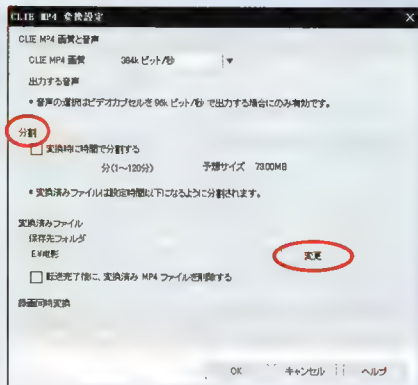 CLIE MP4 変換設定
CLIE MP4 画質と音声
CLIE MP4 画質 384k ビット/秒
出力する音声
* 音声の選択はビデオカプセルを 96k ビット/秒 で出力する場合にのみ有効です。
分割
変換時に時間で分割する
分(1～120分) 予想サイズ 73.00MB
* 変換済みファイルは設定時間以下になるように分割されます。
変換済みファイル
保存先フォルダ
E:¥电影 変更
転送完了後に、変換済み MP4 ファイルを削除する
録画同時変換
OK キャンセル ヘルプ